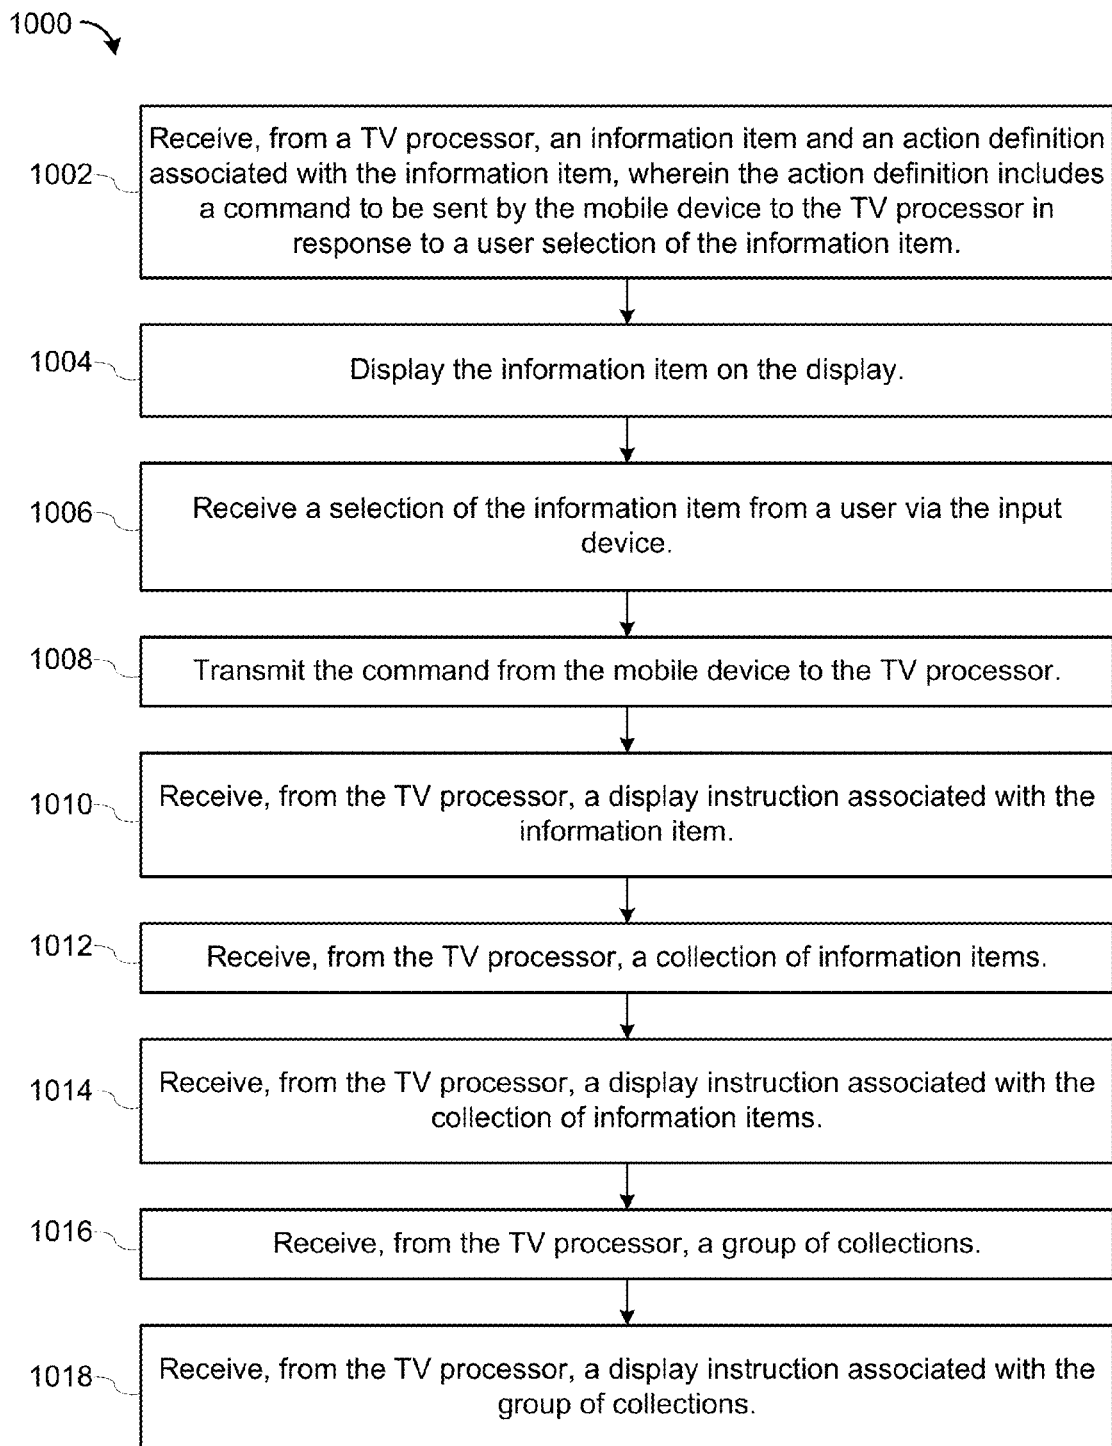 1000
1002
Receive, from a TV processor, an information item and an action definition
associated with the information item, wherein the action definition includes
a command to be sent by the mobile device to the TV processor in
response to a user selection of the information item.
1004
Display the information item on the display.
1006
Receive a selection of the information item from a user via the input
device.
1008
Transmit the command from the mobile device to the TV processor.
1010
Receive, from the TV processor, a display instruction associated with the
information item.
1012
Receive, from the TV processor, a collection of information items.
1014
Receive, from the TV processor, a display instruction associated with the
collection of information items.
1016
Receive, from the TV processor, a group of collections.
1018
Receive, from the TV processor, a display instruction associated with the
group of collections.